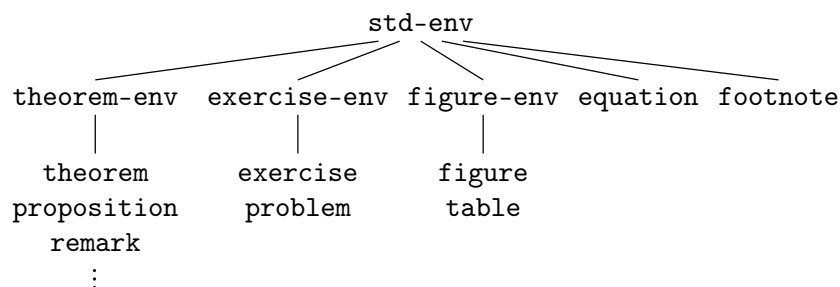 std-env
theorem-env exercise-env figure-env equation footnote
theorem exercise figure
proposition problem table
remark
⋮